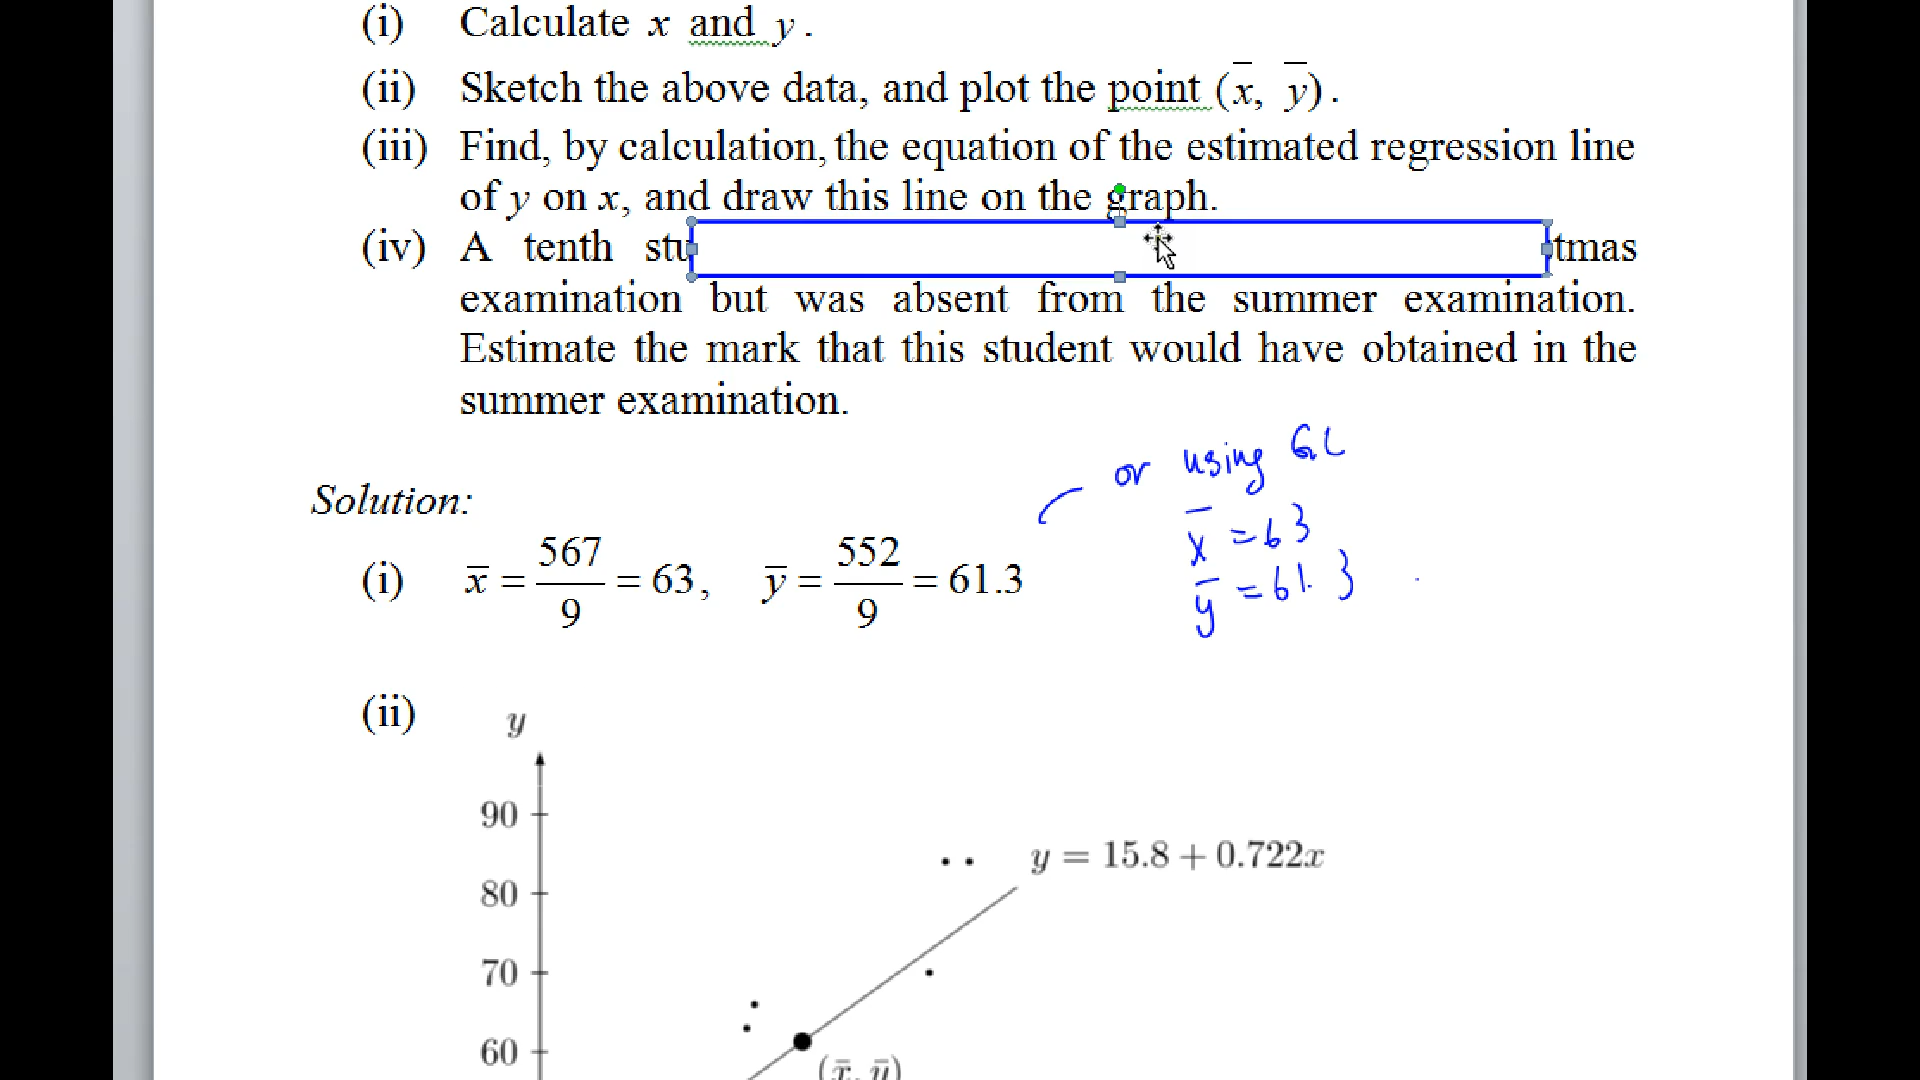 (i) Calculate x and y.
(ii) Sketch the above data, and plot the point (x̅, y̅).
(iii) Find, by calculation, the equation of the estimated regression line
of y on x, and draw this line on the graph.
(iv) A tenth stu tmas
examination but was absent from the summer examination.
Estimate the mark that this student would have obtained in the
summer examination.
or using GC
Solution:
x̅ = 63
(i) x̅ = 567/9 = 63, y̅ = 552/9 = 61.3
y̅ = 61.3
(ii) y
90
y = 15.8 + 0.722x
80
70
60
(x̅, y̅)